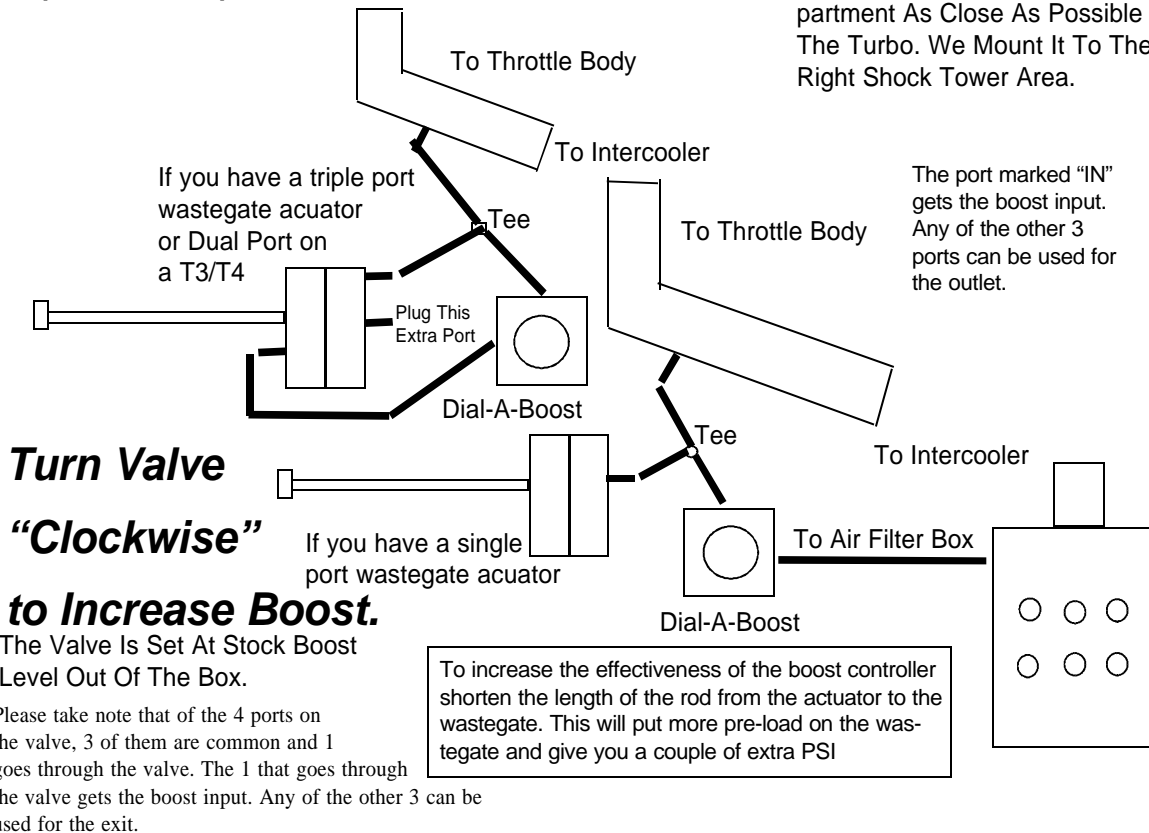 partment As Close As Possible
The Turbo. We Mount It To The
Right Shock Tower Area.
To Throttle Body
To Intercooler
If you have a triple port
wastegate acuator
or Dual Port on
a T3/T4
Tee
Plug This
Extra Port
Dial-A-Boost
The port marked “IN”
gets the boost input.
Any of the other 3
ports can be used for
the outlet.
To Throttle Body
To Intercooler
Tee
If you have a single
port wastegate acuator
Dial-A-Boost
To Air Filter Box
Turn Valve
“Clockwise”
to Increase Boost.
The Valve Is Set At Stock Boost
Level Out Of The Box.
Please take note that of the 4 ports on
the valve, 3 of them are common and 1
goes through the valve. The 1 that goes through
the valve gets the boost input. Any of the other 3 can be
used for the exit.
To increase the effectiveness of the boost controller
shorten the length of the rod from the actuator to the
wastegate. This will put more pre-load on the was-
tegate and give you a couple of extra PSI